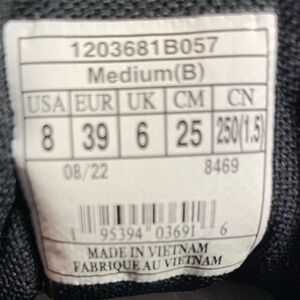 1203681B057
Medium(B)
USA EUR UK CM CN
8 39 6 25 250(1.5)
08/22 8469
1 95394 03691 6
MADE IN VIETNAM
FABRIQUE AU VIETNAM